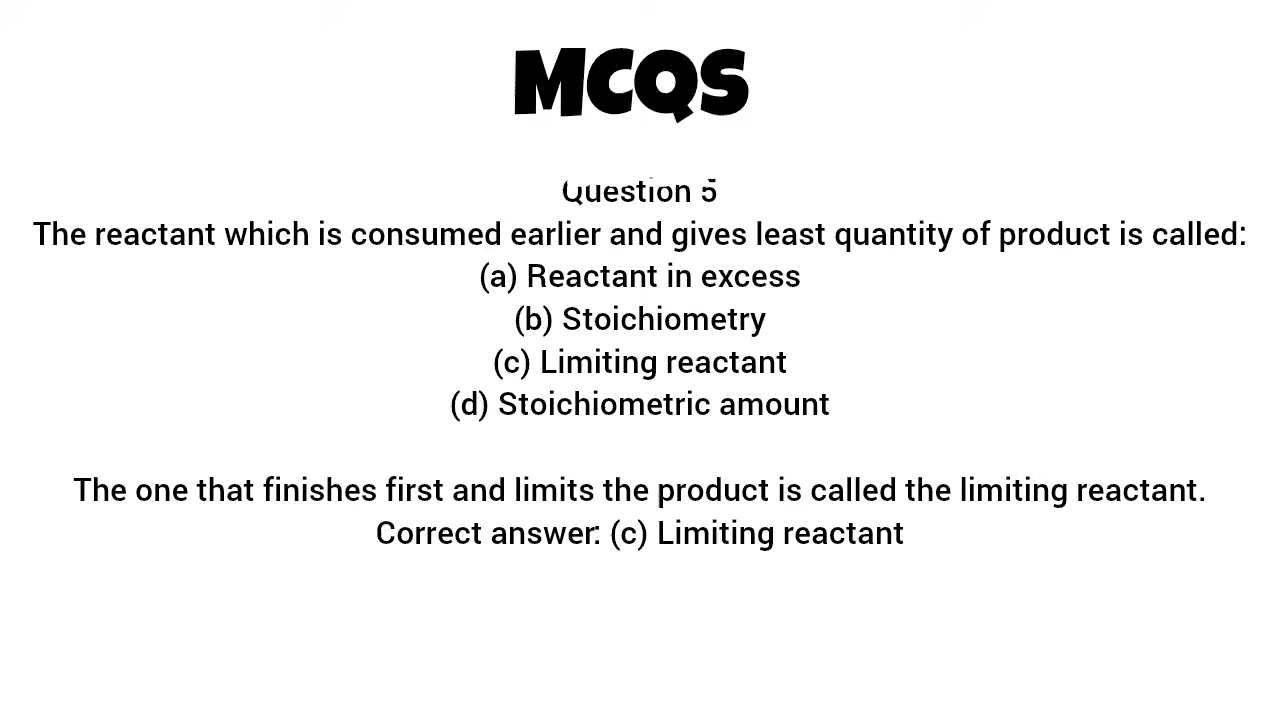 MCQS
Question 5
The reactant which is consumed earlier and gives least quantity of product is called:
(a) Reactant in excess
(b) Stoichiometry
(c) Limiting reactant
(d) Stoichiometric amount
The one that finishes first and limits the product is called the limiting reactant.
Correct answer: (c) Limiting reactant